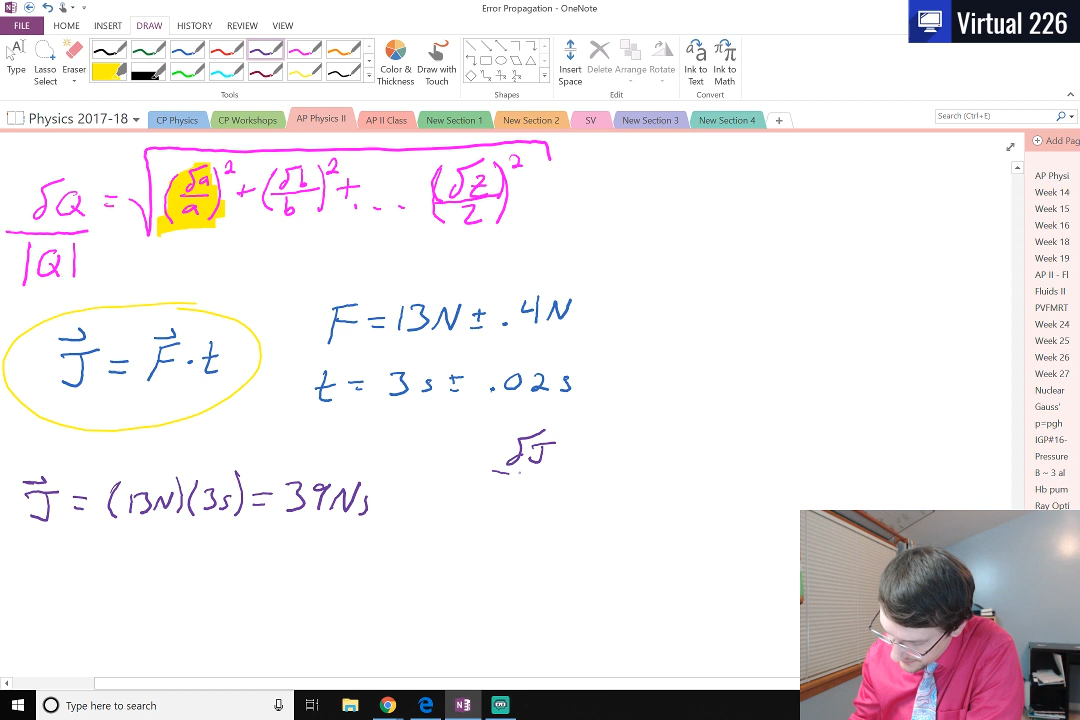 Error Propagation - OneNote
Virtual 226
FILE HOME INSERT DRAW HISTORY REVIEW VIEW
Type
Lasso Select
Eraser
Color & Thickness
Draw with Touch
Insert Space
Delete Arrange Rotate
Ink to Text
Ink to Math
Tools Shapes Edit Convert
Physics 2017-18
CP Physics CP Workshops AP Physics II AP II Class New Section 1 New Section 2 SV New Section 3 New Section 4 +
Search (Ctrl+E)
Add Pag
AP Physi
Week 14
Week 15
Week 16
Week 18
Week 19
AP II - Fl
Fluids II
PVFMRT
Week 24
Week 25
Week 26
Week 27
Nuclear
Gauss'
p=pgh
IGP#16-
Pressure
B ~ 3 al
Hb pum
Ray Opti
δQ/|Q| = √((δa/a)² + (δb/b)² + ... (δz/z)²)
J⃗ = F⃗ · t
F = 13N ± .4N
t = 3s ± .02s
δJ
J⃗ = (13N)(3s) = 39Ns
Type here to search